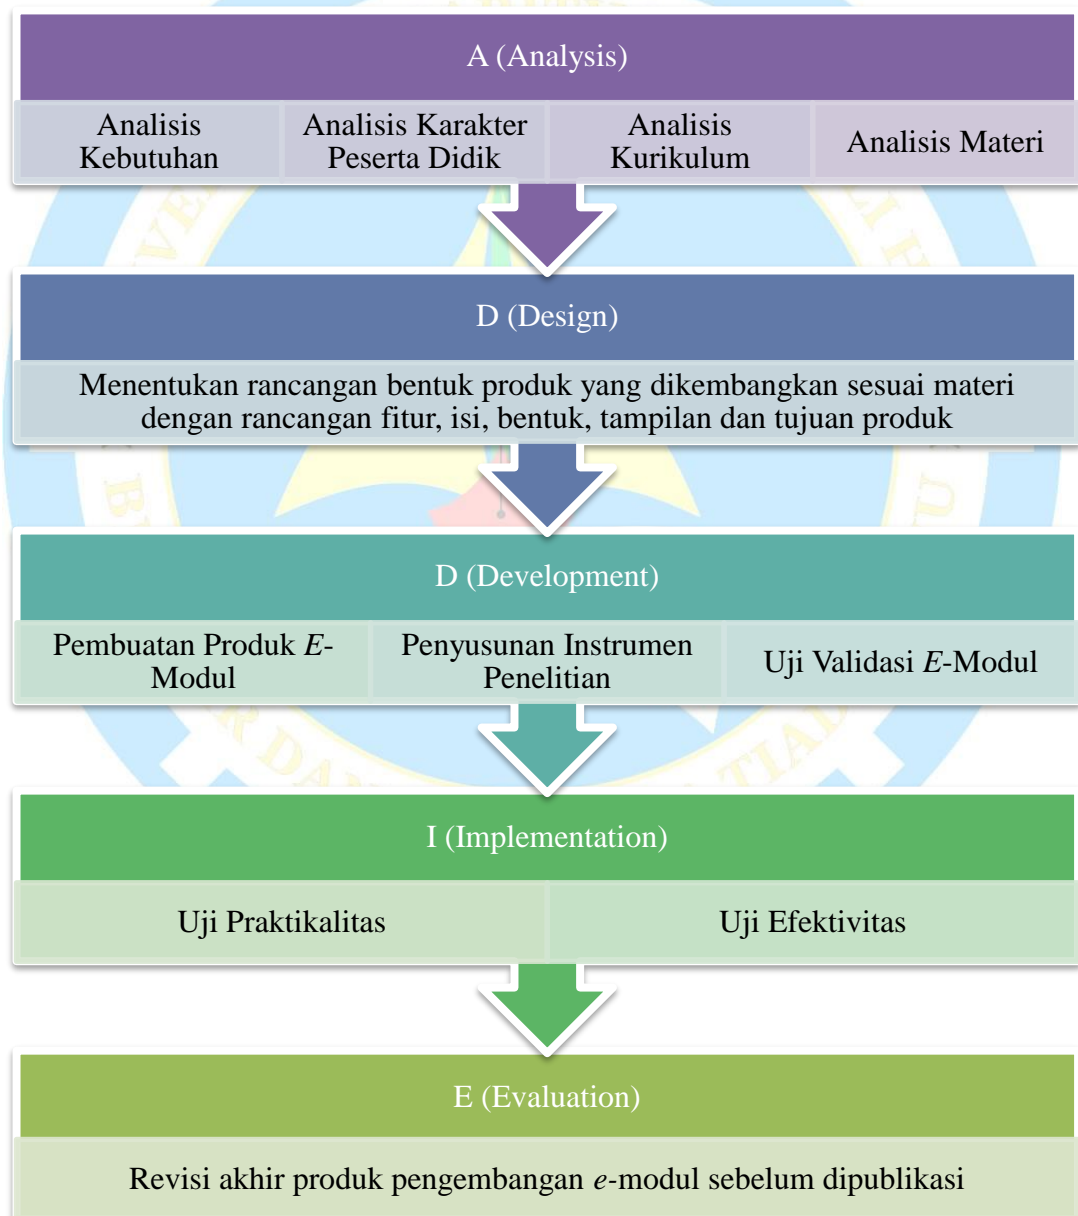 A (Analysis)
Analisis
Kebutuhan
Analisis Karakter
Peserta Didik
Analisis
Kurikulum
Analisis Materi
D (Design)
Menentukan rancangan bentuk produk yang dikembangkan sesuai materi
dengan rancangan fitur, isi, bentuk, tampilan dan tujuan produk
D (Development)
Pembuatan Produk E-
Modul
Penyusunan Instrumen
Penelitian
Uji Validasi E-Modul
I (Implementation)
Uji Praktikalitas
Uji Efektivitas
E (Evaluation)
Revisi akhir produk pengembangan e-modul sebelum dipublikasi